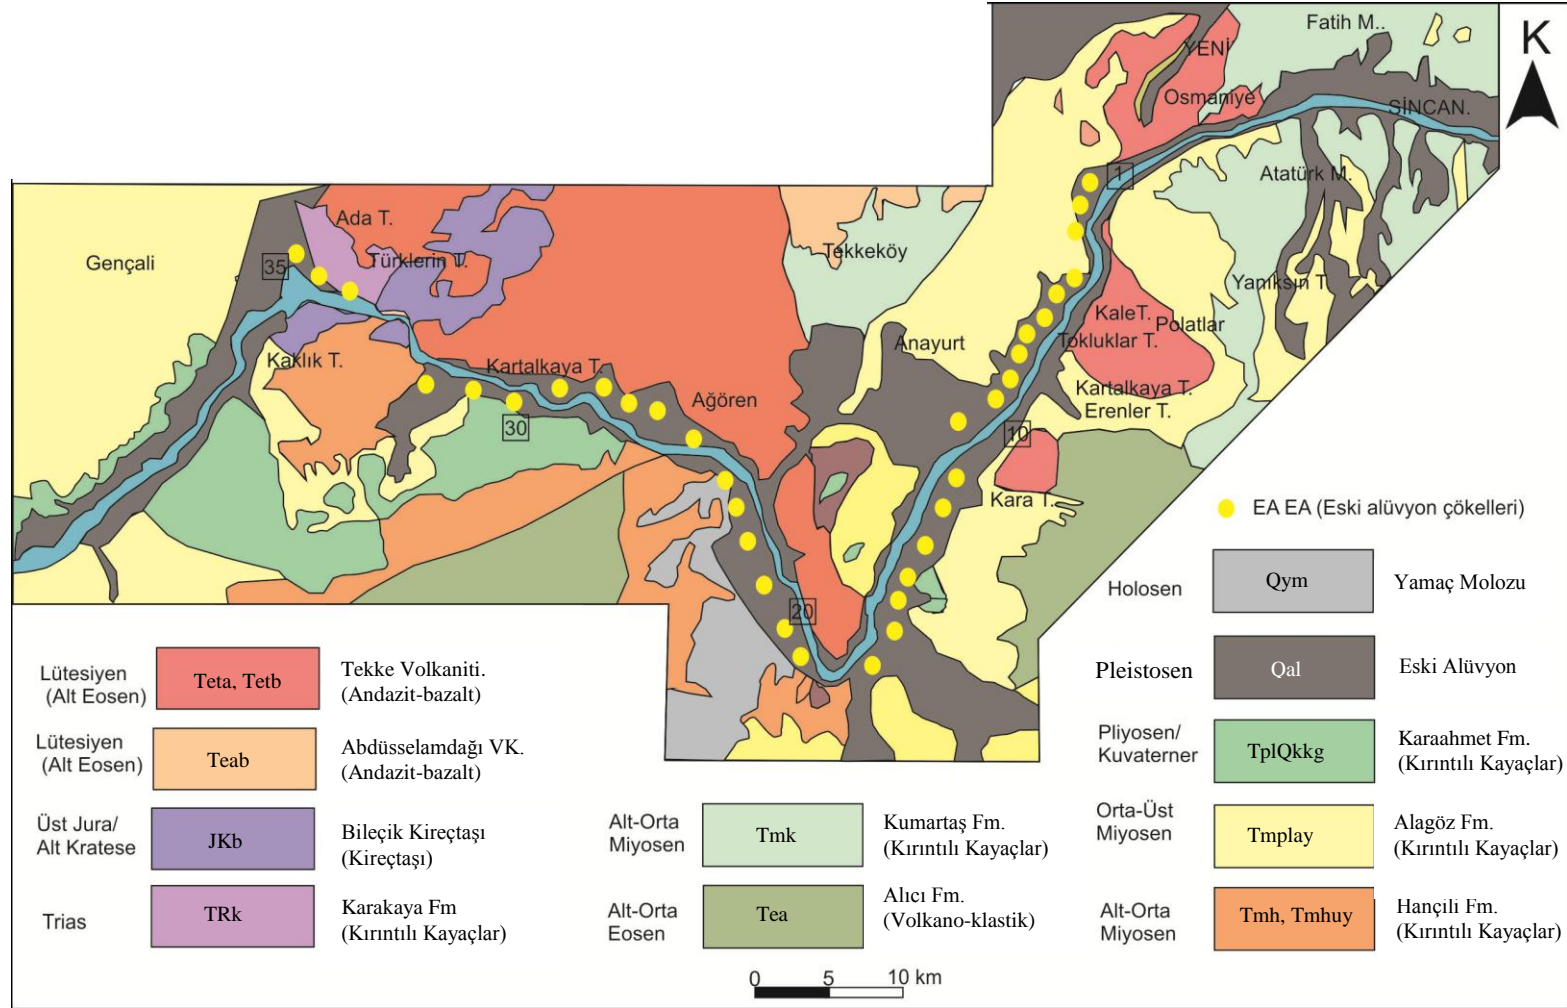 Fatih M..
K
YENİ
Osmaniye
SİNCAN.
1
Atatürk M.
Ada T.
Gençali
35
Türklerin T.
Tekkeköy
Yanıksın T.
Kale T.
Polatlar
Anayurt
Tokluklar T.
Kaklık T.
Kartalkaya T.
Kartalkaya T.
Erenler T.
Ağören
30
10
Kara T.
20
EA EA (Eski alüvyon çökelleri)
Holosen
Qym
Yamaç Molozu
Pleistosen
Qal
Eski Alüvyon
Pliyosen/
Kuvaterner
TplQkkg
Karaahmet Fm.
(Kırıntılı Kayaçlar)
Orta-Üst
Miyosen
Tmplay
Alagöz Fm.
(Kırıntılı Kayaçlar)
Alt-Orta
Miyosen
Tmh, Tmhuy
Hançili Fm.
(Kırıntılı Kayaçlar)
Lütesiyen
(Alt Eosen)
Teta, Tetb
Tekke Volkaniti.
(Andazit-bazalt)
Lütesiyen
(Alt Eosen)
Teab
Abdüsselamdağı VK.
(Andazit-bazalt)
Üst Jura/
Alt Kratese
JKb
Bileçik Kireçtaşı
(Kireçtaşı)
Trias
TRk
Karakaya Fm
(Kırıntılı Kayaçlar)
Alt-Orta
Miyosen
Tmk
Kumartaş Fm.
(Kırıntılı Kayaçlar)
Alt-Orta
Eosen
Tea
Alıcı Fm.
(Volkano-klastik)
0 5 10 km